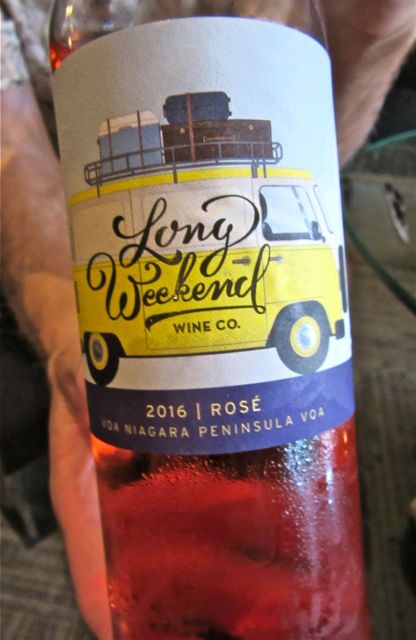 Long
Weekend
WINE CO.
2016 | ROSÉ
VQA NIAGARA PENINSULA VQA